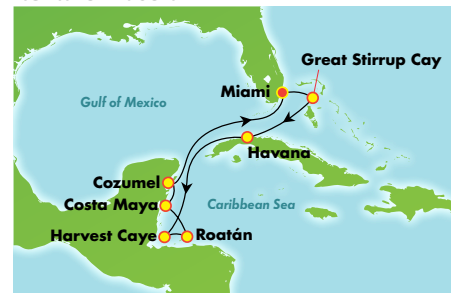 Great Stirrup Cay
Miami
Gulf of Mexico
Havana
Cozumel
Costa Maya
Caribbean Sea
Harvest Caye
Roatán